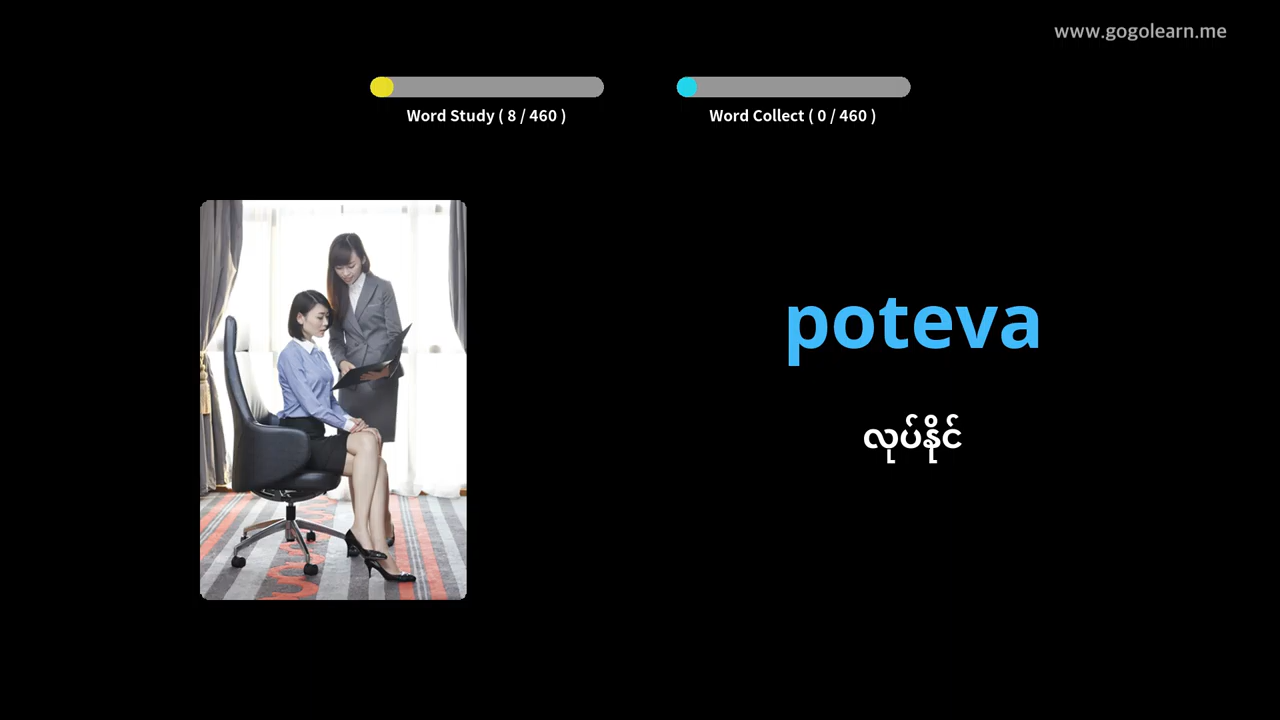 www.gogolearn.me
Word Study ( 8 / 460 )
Word Collect ( 0 / 460 )
poteva
လုပ်နိုင်